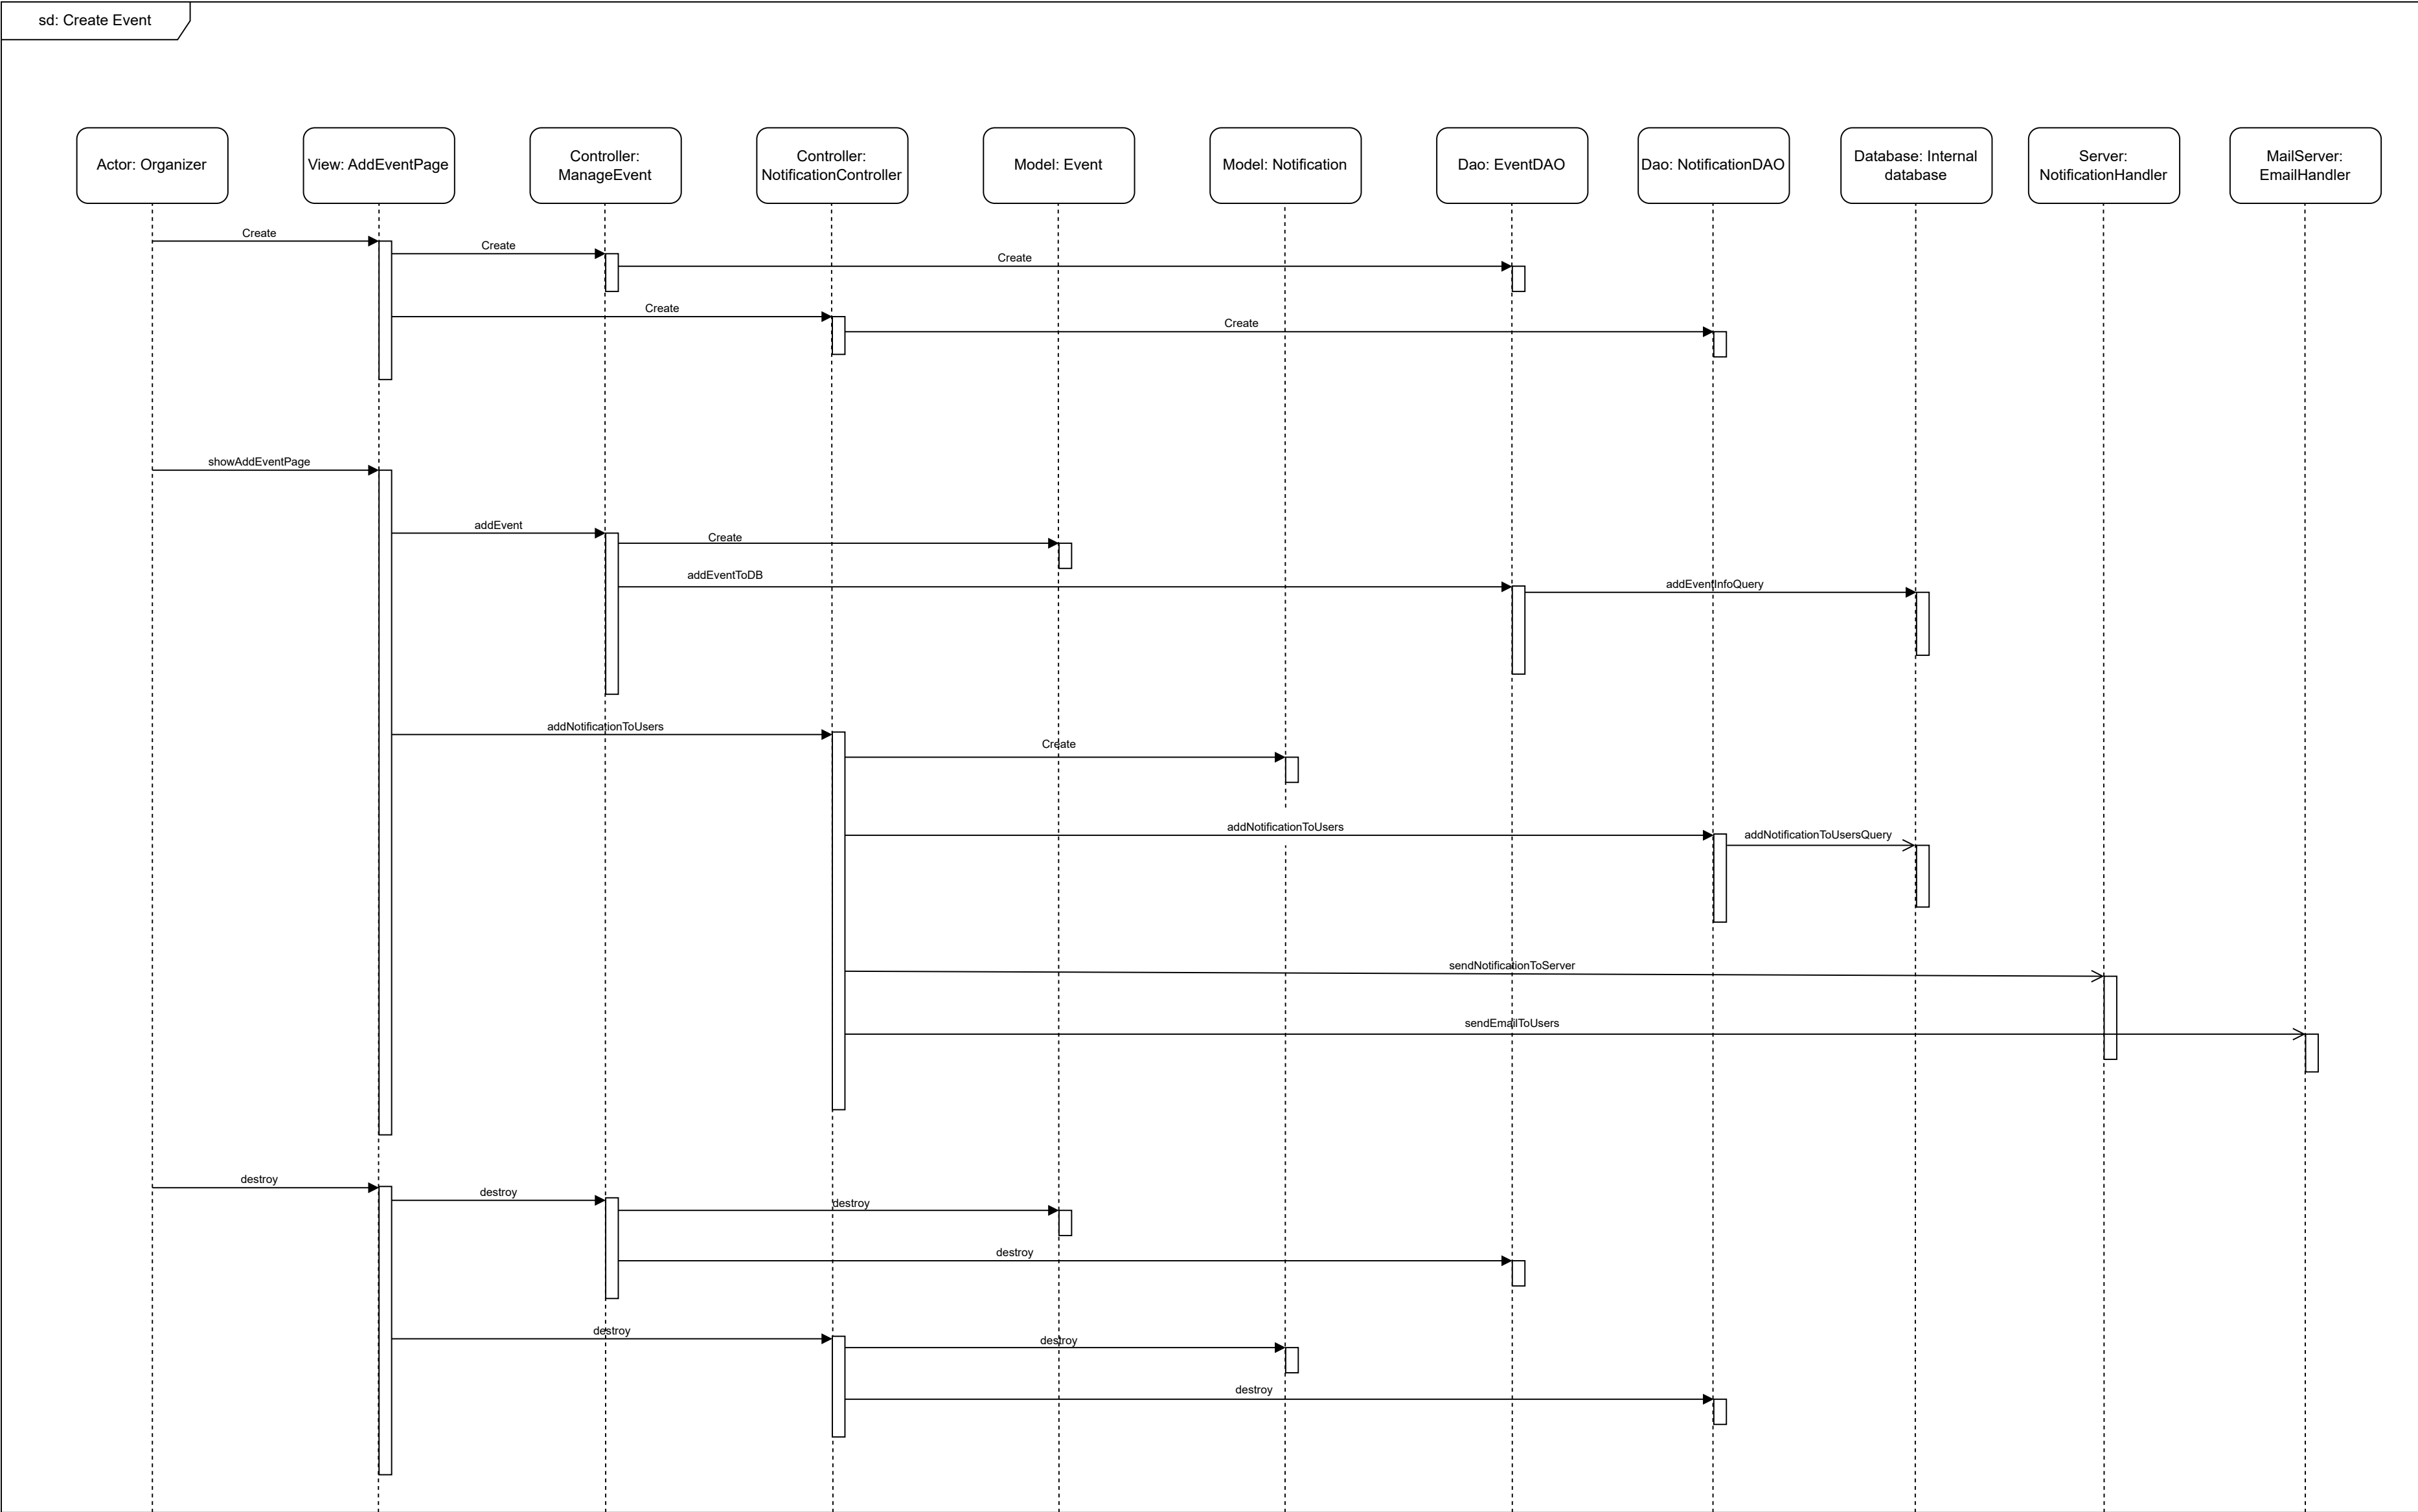 sd: Create Event
Actor: Organizer
View: AddEventPage
Controller:
ManageEvent
Controller:
NotificationController
Model: Event
Model: Notification
Dao: EventDAO
Dao: NotificationDAO
Database: Internal
database
Server:
NotificationHandler
MailServer:
EmailHandler
Create
Create
Create
Create
Create
showAddEventPage
addEvent
Create
addEventToDB
addEventInfoQuery
addNotificationToUsers
Create
addNotificationToUsers
addNotificationToUsersQuery
sendNotificationToServer
sendEmailToUsers
destroy
destroy
destroy
destroy
destroy
destroy
destroy